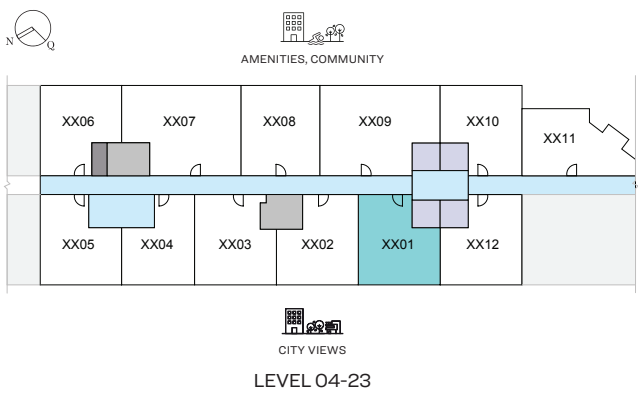 N Q
AMENITIES, COMMUNITY
XX06 XX07 XX08 XX09 XX10
XX11
XX05 XX04 XX03 XX02 XX01 XX12
CITY VIEWS
LEVEL 04-23